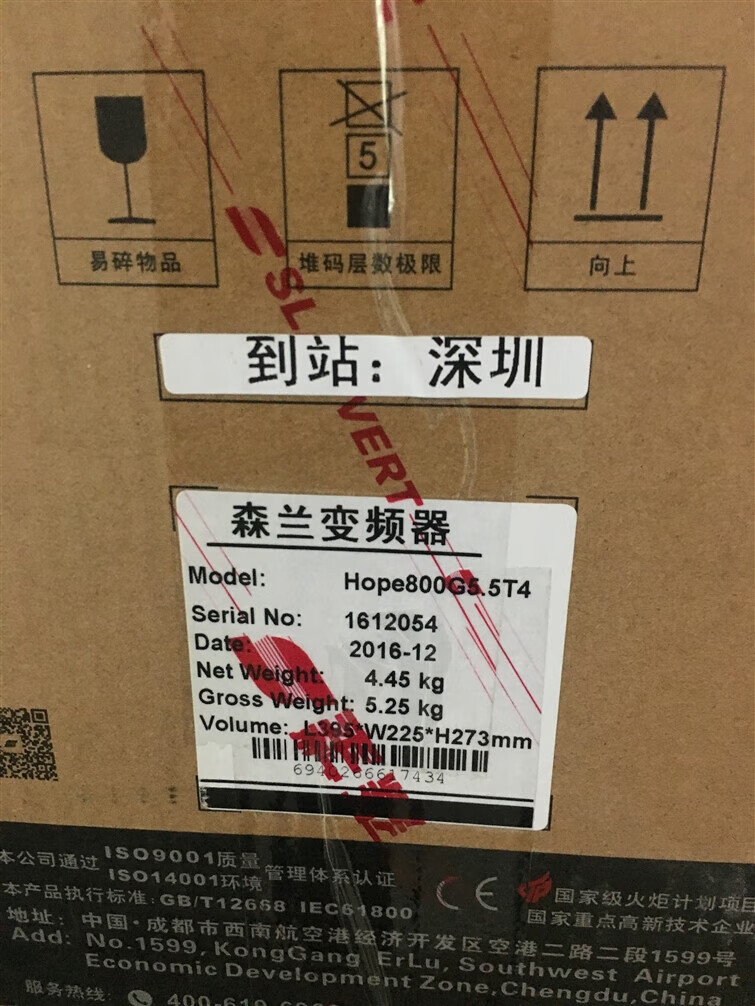 5
易碎物品
堆码层数极限
向上
到站：深圳
森兰变频器
Model: Hope800G5.5T4
Serial No: 1612054
Date: 2016-12
Net Weight: 4.45 kg
Gross Weight: 5.25 kg
Volume: L395*W225*H273mm
6940266617434
本公司通过 ISO9001质量
ISO14001环境 管理体系认证
CE
国家级火炬计划项目
国家重点高新技术企业
本产品执行标准:GB/T12668 IEC61800
地址: 中国·成都市西南航空港经济开发区空港二路二段1599号
Add: No.1599, KongGang ErLu, Southwest Airport
Economic Development Zone,Chengdu,China
服务热线: